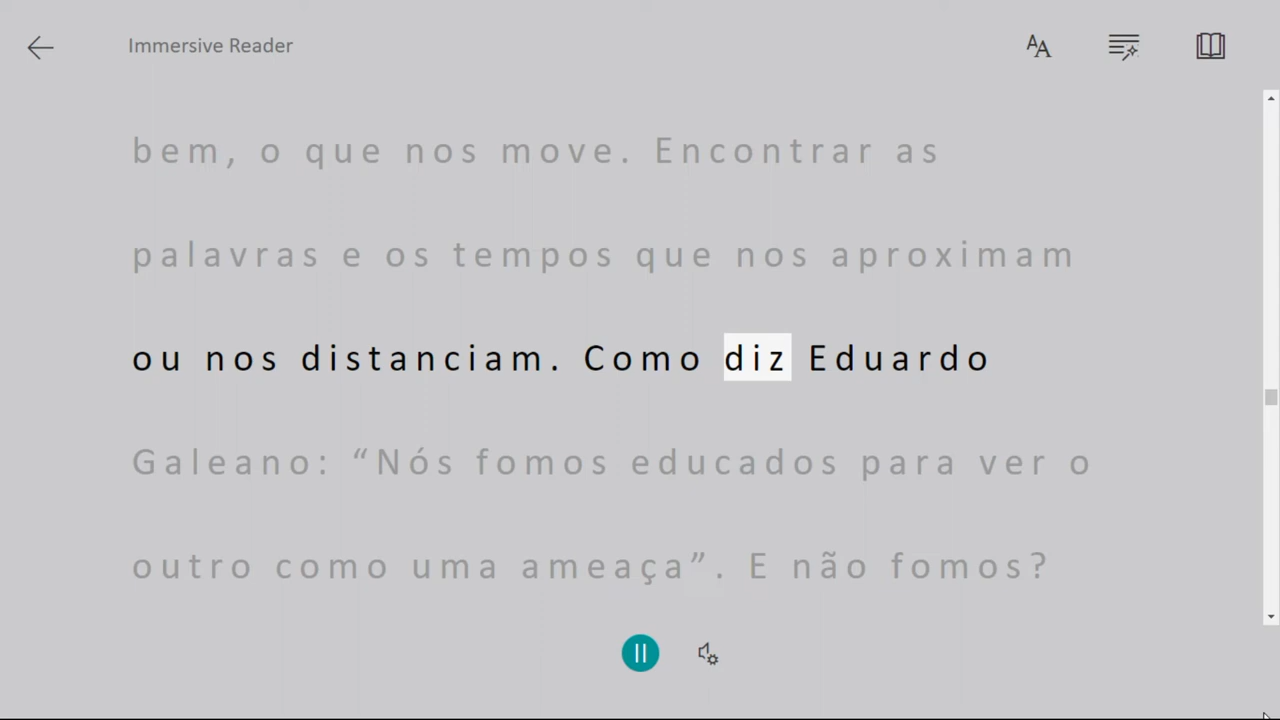 Immersive Reader
bem, o que nos move. Encontrar as
palavras e os tempos que nos aproximam
ou nos distanciam. Como diz Eduardo
Galeano: “Nós fomos educados para ver o
outro como uma ameaça”. E não fomos?